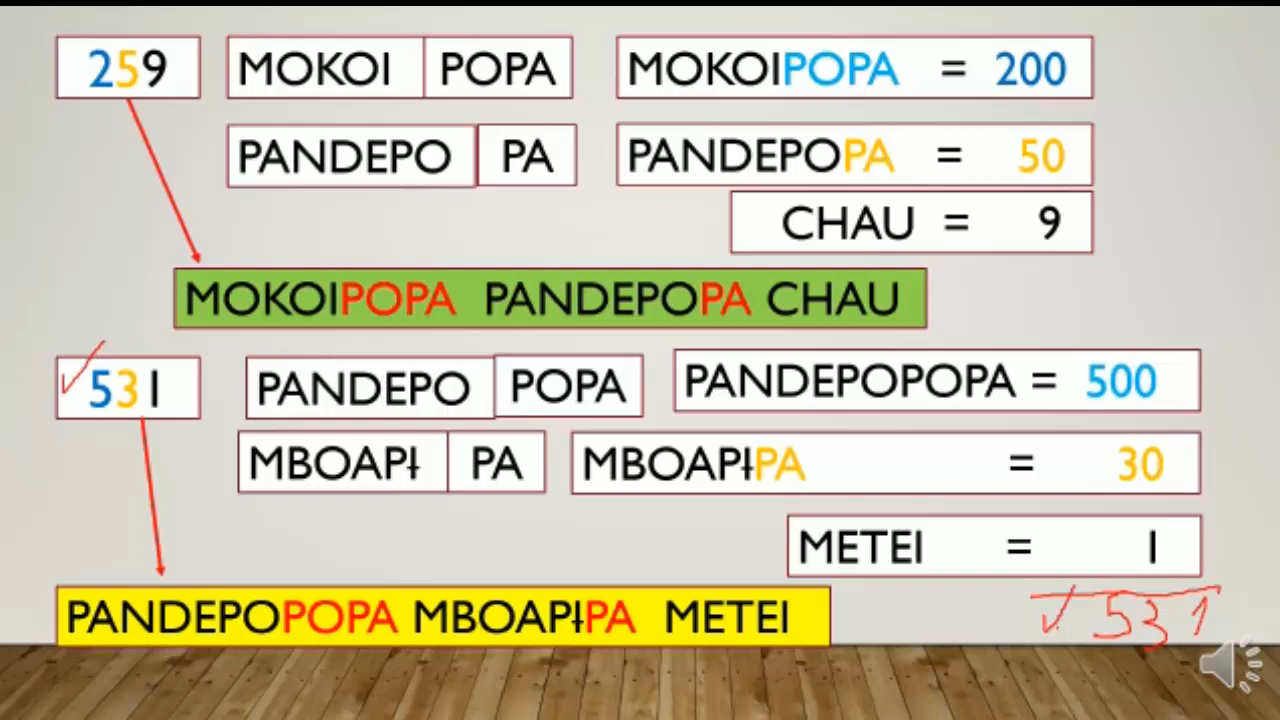 259 MOKOI POPA MOKOIPOPA = 200
PANDEPO PA PANDEPOPA = 50
CHAU = 9
MOKOIPOPA PANDEPOPA CHAU
531 PANDEPO POPA PANDEPOPOPA = 500
MBOAPɨ PA MBOAPɨPA = 30
METEI = 1
PANDEPOPOPA MBOAPɨPA METEI
531